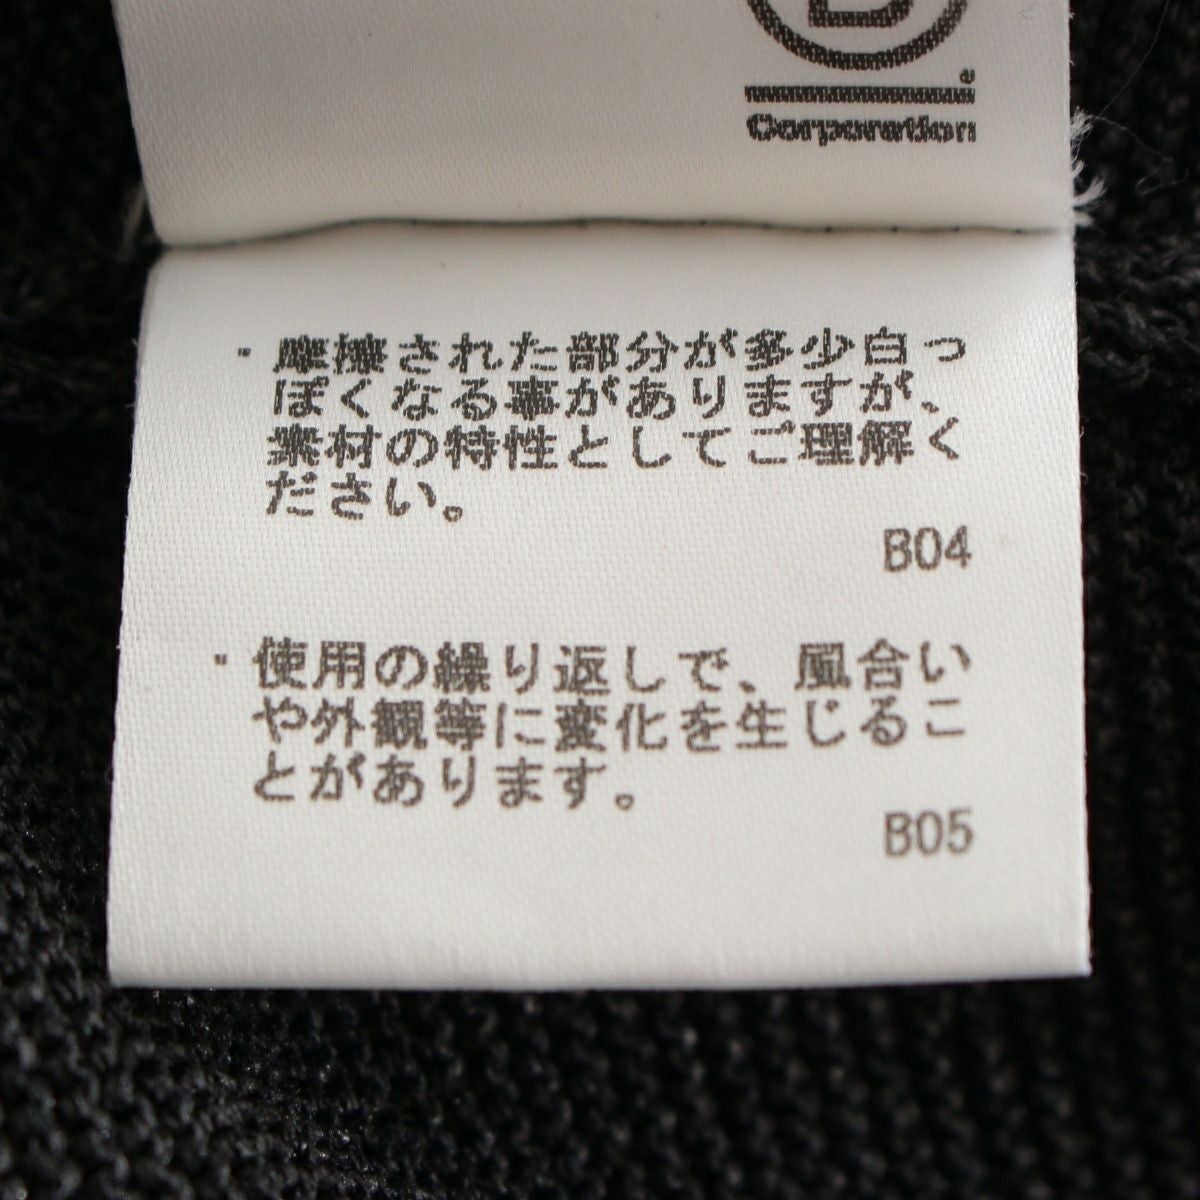 B
Corporation
・摩擦された部分が多少白っ
ぽくなる事がありますが、
素材の特性としてご理解く
ださい。
B04
・使用の繰り返しで、風合い
や外観等に変化を生じるこ
とがあります。
B05